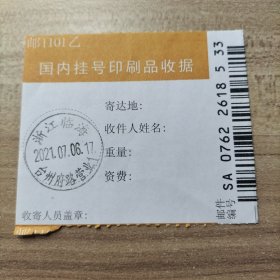 邮1101乙
国内挂号印刷品收据
寄达地:
收件人姓名:
重量:
资费:
收寄人员盖章:
浙江临海
2021.07.06.17
台州府路营业1
邮件
编号
SA 0762 2618 5 33